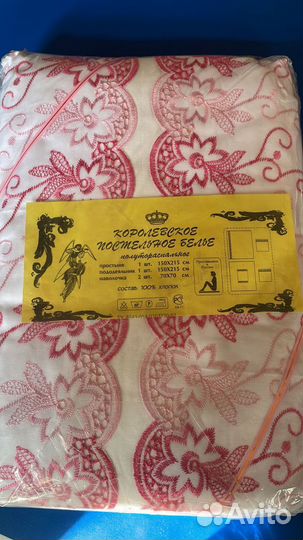 КОРОЛЕВСКОЕ
ПОСТЕЛЬНОЕ БЕЛЬЕ
полутороспальное
простыня 1 шт. 150Х215 см
пододеяльник 1 шт. 150Х215 см
наволочка 2 шт. 70Х70 см
состав: 100% хлопок
Avito